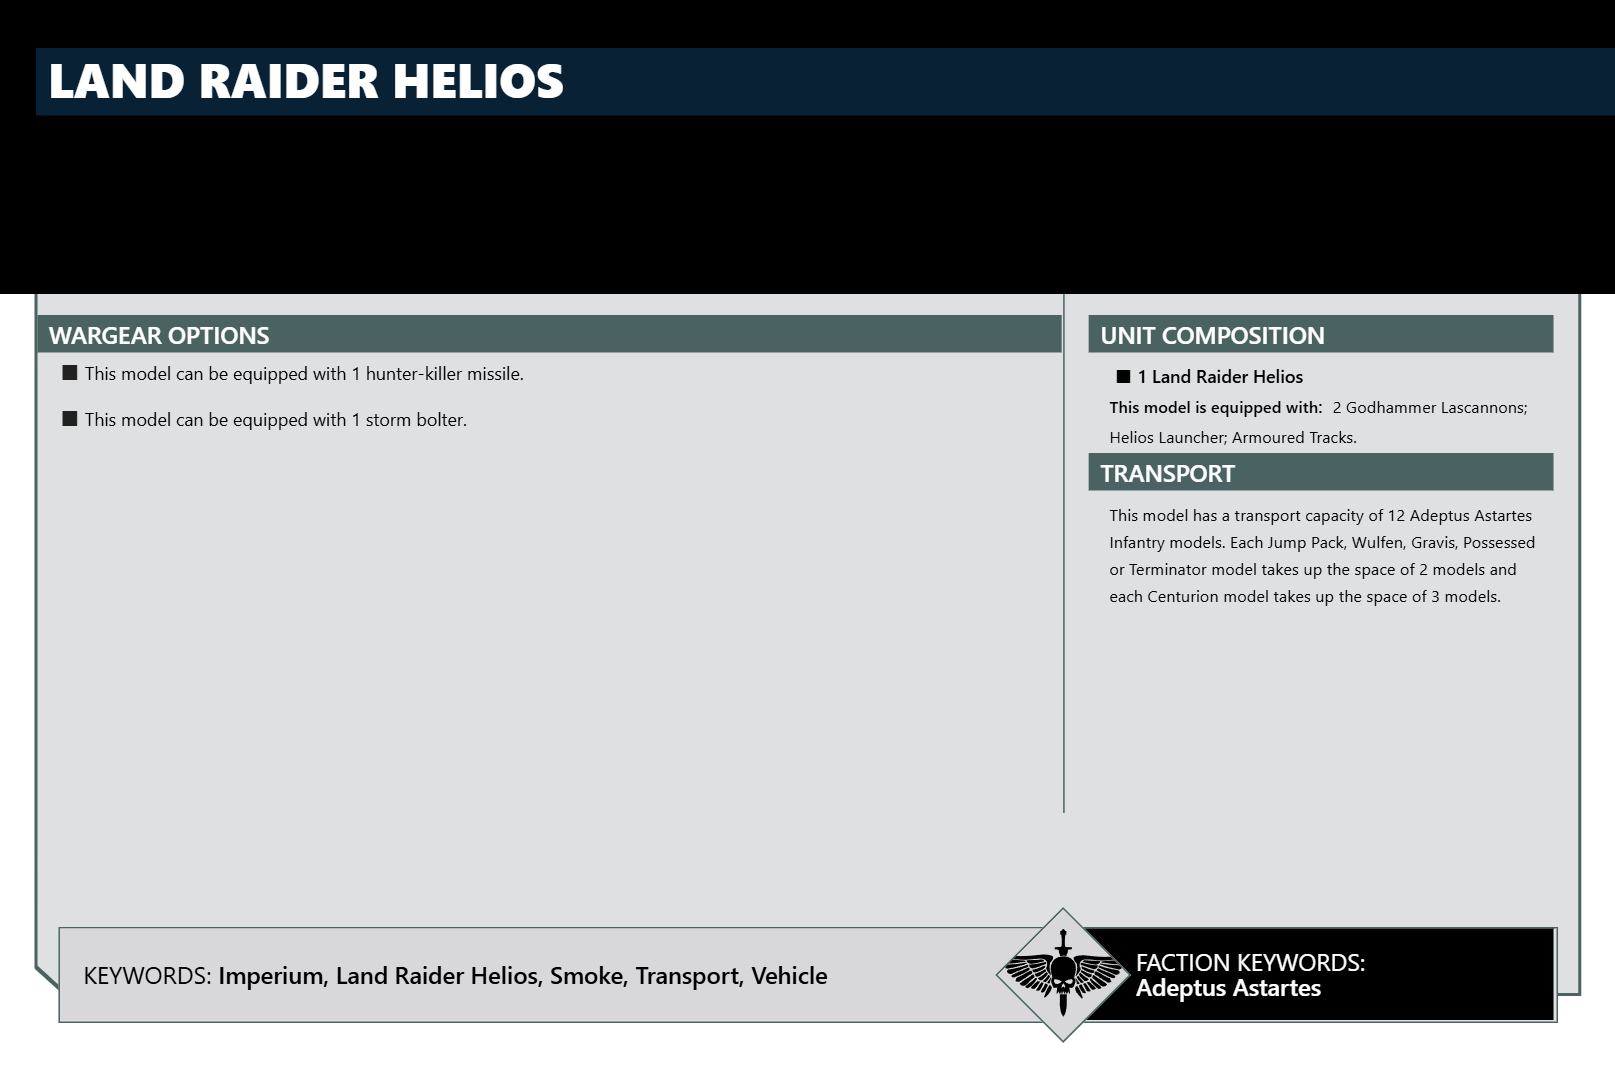 LAND RAIDER HELIOS
WARGEAR OPTIONS
This model can be equipped with 1 hunter-killer missile.
This model can be equipped with 1 storm bolter.
UNIT COMPOSITION
1 Land Raider Helios
This model is equipped with: 2 Godhammer Lascannons;
Helios Launcher; Armoured Tracks.
TRANSPORT
This model has a transport capacity of 12 Adeptus Astartes
Infantry models. Each Jump Pack, Wulfen, Gravis, Possessed
or Terminator model takes up the space of 2 models and
each Centurion model takes up the space of 3 models.
KEYWORDS: Imperium, Land Raider Helios, Smoke, Transport, Vehicle
FACTION KEYWORDS:
Adeptus Astartes